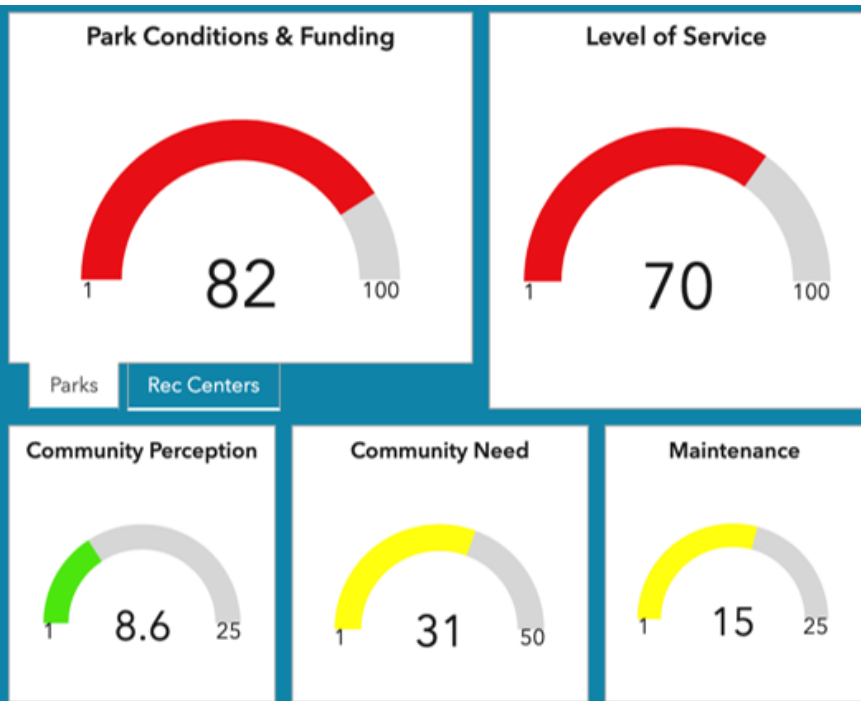 Park Conditions & Funding
82
1
100
Parks
Rec Centers
Level of Service
70
1
100
Community Perception
8.6
1
25
Community Need
31
1
50
Maintenance
15
1
25